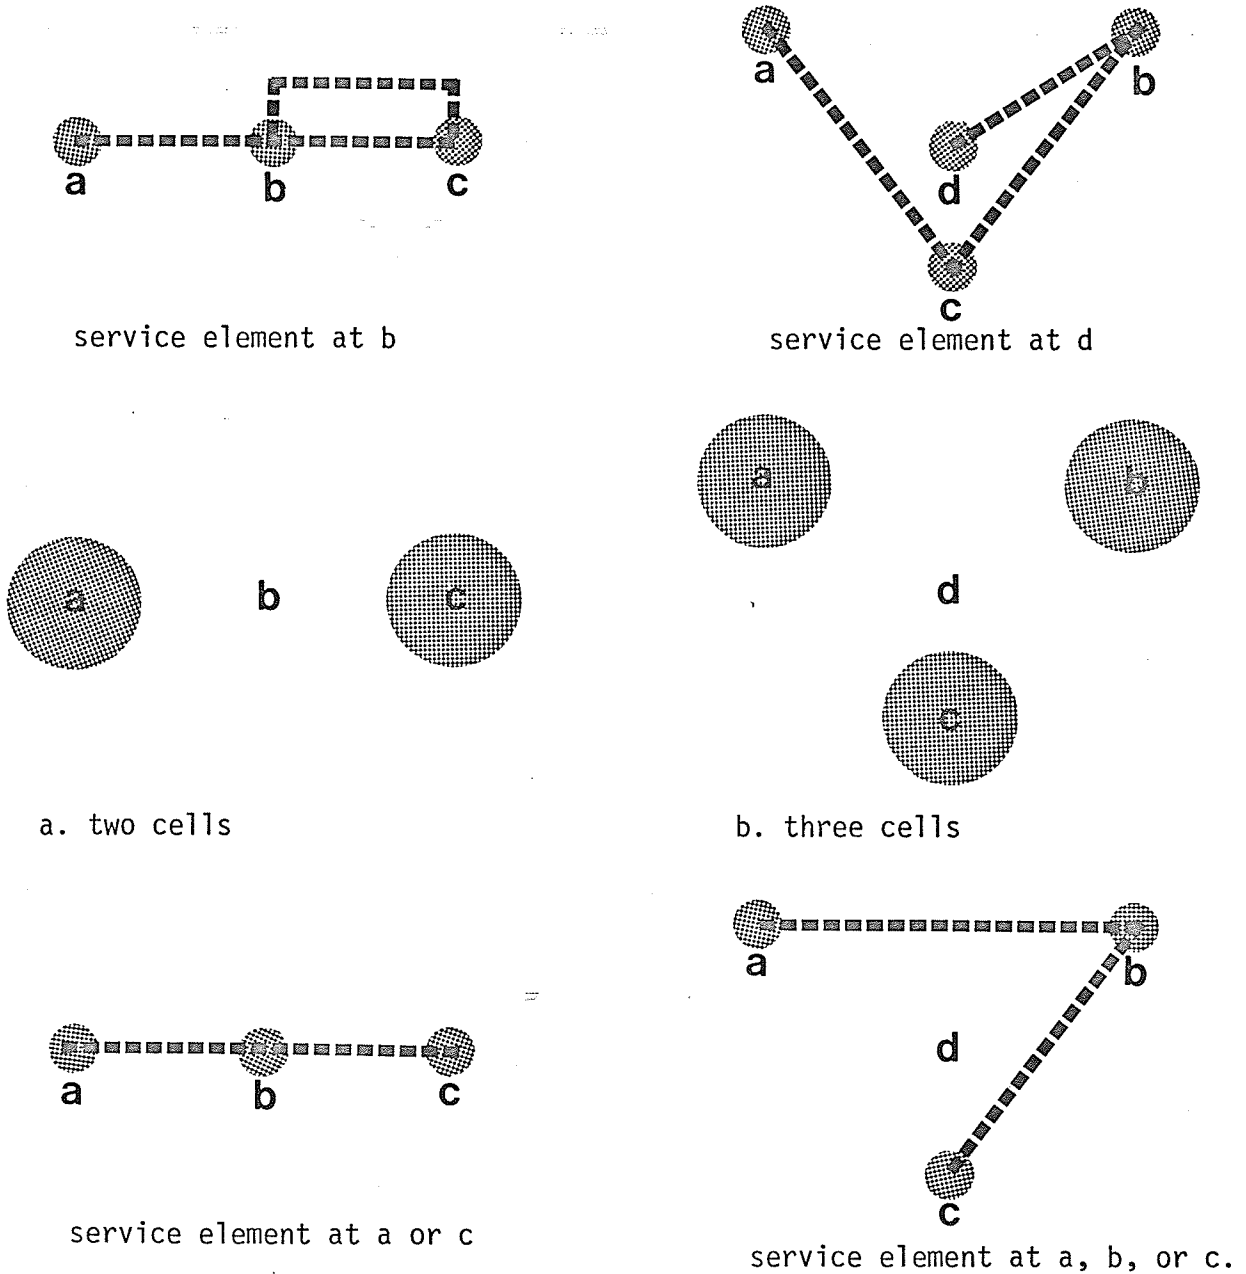 a
b
c
service element at b
a
b
d
c
service element at d
a
b
c
a. two cells
a
b
d
c
b. three cells
a
b
c
service element at a or c
a
b
d
c
service element at a, b, or c.